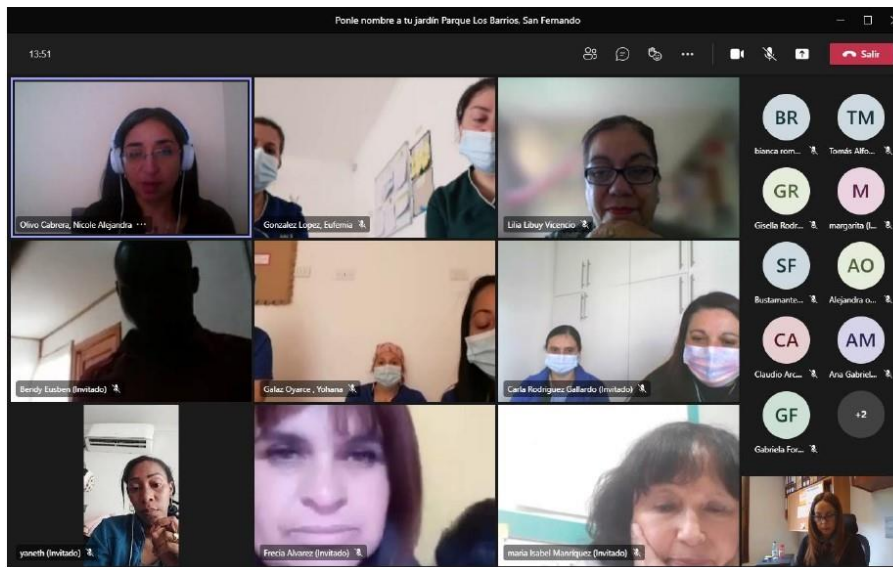 Ponle nombre a tu jardín Parque Los Barrios, San Fernando
13:51
Salir
Olivo Cabrera, Nicole Alejandra
Gonzalez Lopez, Eufemia
Lilia Libuy Vicencio
BR
TM
bianca rom...
Tomás Alfo...
GR
M
Gisella Rodr...
margarita (I...
Bendy Eusben (Invitado)
Galaz Oyarce , Yohana
Carla Rodriguez Gallardo (Invitado)
SF
AO
Bustamante...
Alejandra o...
CA
AM
Claudio Arc...
Ana Gabriel...
GF
+2
Gabriela For...
yaneth (Invitado)
Frecia Alvarez (Invitado)
maria Isabel Manriquez (Invitado)